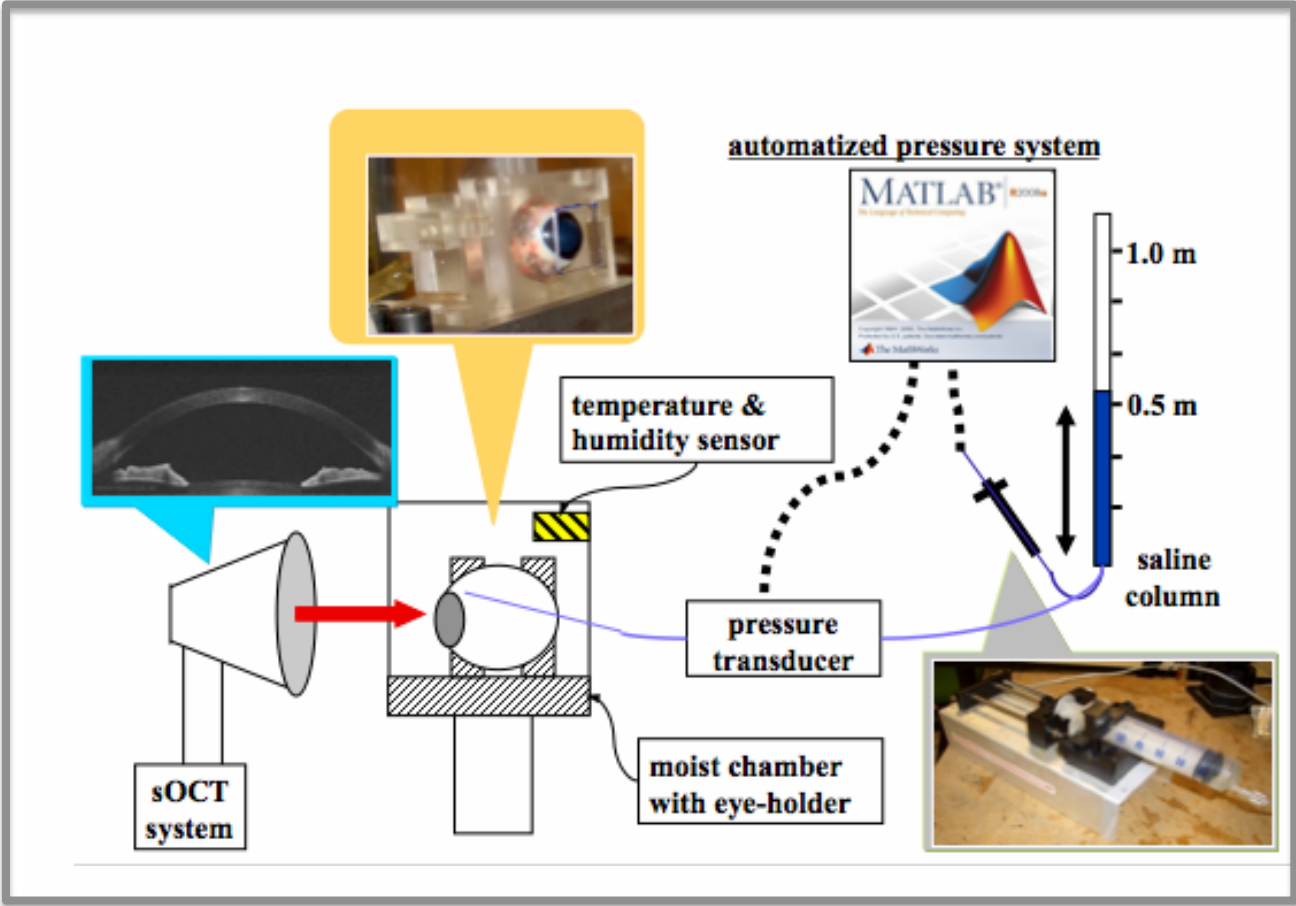 automatized pressure system
MATLAB® R2008a
The Language of Technical Computing
The MathWorks
1.0 m
temperature &
humidity sensor
0.5 m
saline
column
pressure
transducer
moist chamber
with eye-holder
sOCT
system